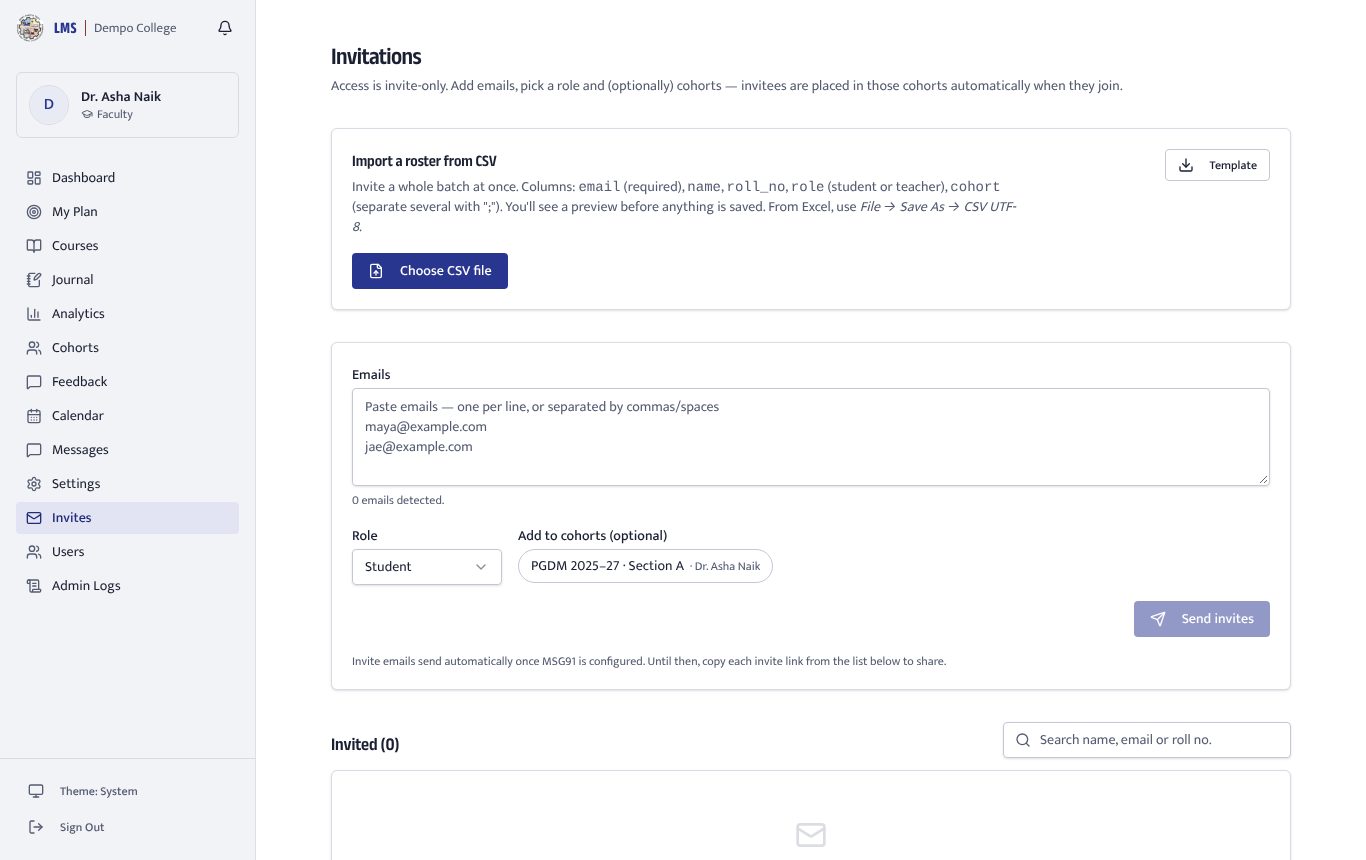 LMS | Dempo College
D
Dr. Asha Naik
Faculty
Dashboard
My Plan
Courses
Journal
Analytics
Cohorts
Feedback
Calendar
Messages
Settings
Invites
Users
Admin Logs
Theme: System
Sign Out
Invitations
Access is invite-only. Add emails, pick a role and (optionally) cohorts — invitees are placed in those cohorts automatically when they join.
Import a roster from CSV
Template
Invite a whole batch at once. Columns: email (required), name, roll_no, role (student or teacher), cohort
(separate several with ";"). You'll see a preview before anything is saved. From Excel, use File → Save As → CSV UTF-
8.
Choose CSV file
Emails
Paste emails — one per line, or separated by commas/spaces
maya@example.com
jae@example.com
0 emails detected.
Role
Student
Add to cohorts (optional)
PGDM 2025–27 · Section A · Dr. Asha Naik
Send invites
Invite emails send automatically once MSG91 is configured. Until then, copy each invite link from the list below to share.
Invited (0)
Search name, email or roll no.